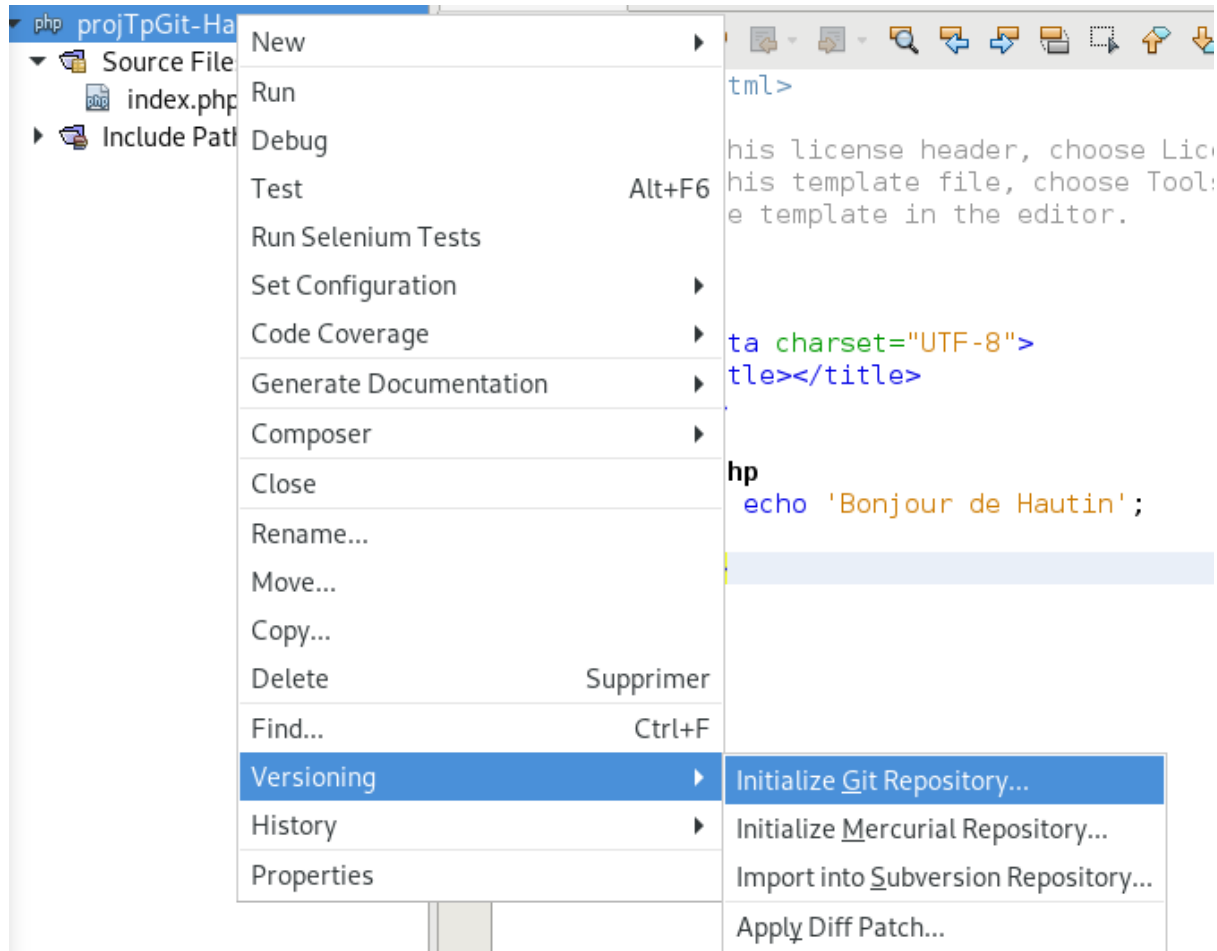 php projTpGit-Ha
Source File
index.php
Include Pat
New
Run
Debug
Test Alt+F6
Run Selenium Tests
Set Configuration
Code Coverage
Generate Documentation
Composer
Close
Rename...
Move...
Copy...
Delete Supprimer
Find... Ctrl+F
Versioning
History
Properties
Initialize Git Repository...
Initialize Mercurial Repository...
Import into Subversion Repository...
Apply Diff Patch...
tml>
his license header, choose Lic
his template file, choose Tools
e template in the editor.
ta charset="UTF-8">
tle></title>
hp
echo 'Bonjour de Hautin';